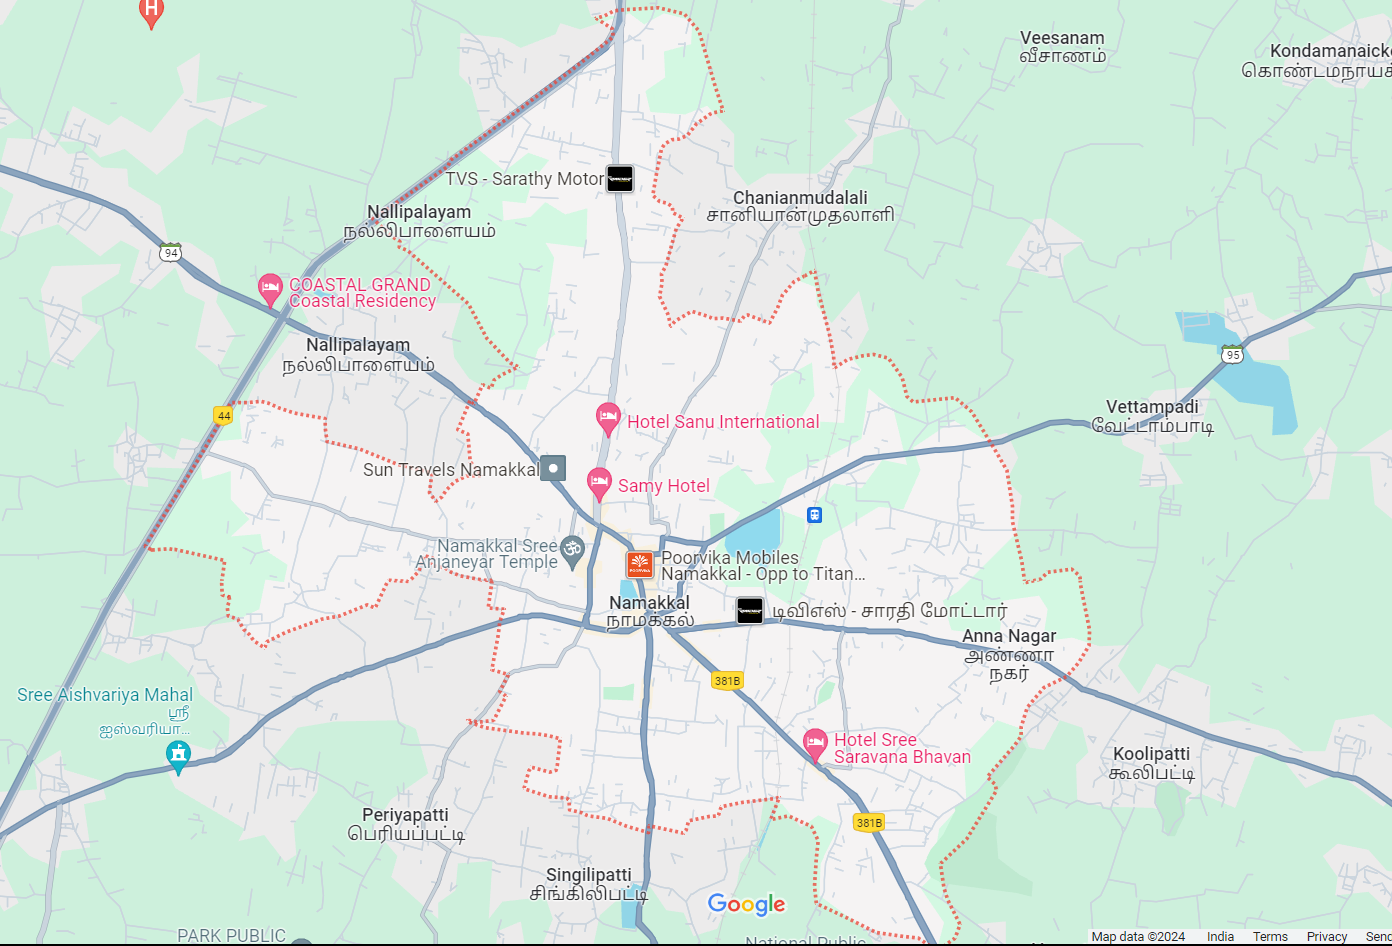 H
Veesanam
வீசாணம்
Kondamanaick
கொண்டமநாயக்
TVS - Sarathy Motor
Chanianmudalali
சானியான்முதலாளி
Nallipalayam
நல்லிபாளையம்
94
COASTAL GRAND
Coastal Residency
Nallipalayam
நல்லிபாளையம்
95
44
Vettampadi
வேட்டாம்பாடி
Hotel Sanu International
Sun Travels Namakkal
Samy Hotel
Namakkal Sree
Anjaneyar Temple
POORVIKA
Poorvika Mobiles
Namakkal - Opp to Titan...
Namakkal
நாமக்கல்
டிவிஎஸ் - சாரதி மோட்டார்
Anna Nagar
அண்ணா
நகர்
381B
Sree Aishvariya Mahal
ஸ்ரீ
ஐஸ்வரியா...
Hotel Sree
Saravana Bhavan
Koolipatti
கூலிபட்டி
Periyapatti
பெரியப்பட்டி
381B
Singilipatti
சிங்கிலிபட்டி
Google
PARK PUBLIC
National Public
Map data ©2024 India Terms Privacy Send